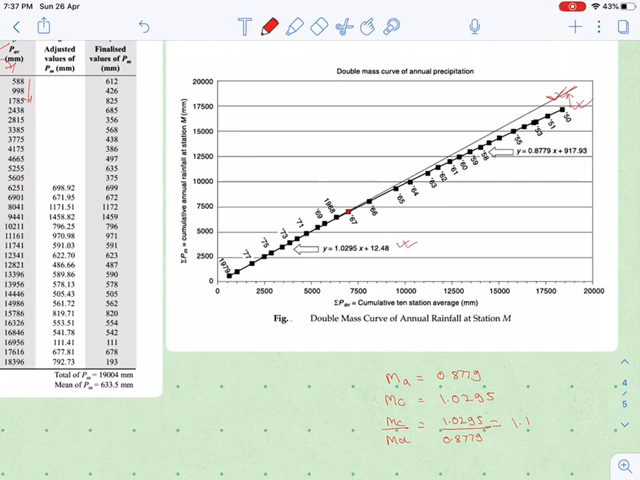 7:37 PM Sun 26 Apr
43%
P_av (mm) Adjusted values of P_m (mm) Finalised values of P_m (mm)
588 612
998 426
1785 825
2438 685
2815 356
3385 568
3775 438
4175 386
4665 497
5255 635
5605 375
6251 698.92 699
6901 671.95 672
8041 1171.51 1172
9441 1458.82 1459
10211 796.25 796
11161 970.98 971
11741 591.03 591
12341 622.70 623
12821 486.66 487
13396 589.86 590
13956 578.13 578
14446 505.43 505
14986 561.72 562
15786 819.71 820
16326 553.51 554
16846 541.78 542
16956 111.41 111
17616 677.81 678
18396 792.73 193
Total of P_m = 19004 mm
Mean of P_m = 633.5 mm
Double mass curve of annual precipitation
ΣP_m = cumulative annual rainfall at station M (mm)
20000
17500
15000
12500
10000
7500
5000
2500
0
1979 '77 '75 '73 '71 '69 1968 '67 '66 '65 '64 '63 '62 '61 '60 '59 '58 '55 '53 '51 '50
y = 0.8779 x + 917.93
y = 1.0295 x + 12.48
0 2500 5000 7500 10000 12500 15000 17500 20000
ΣP_av = Cumulative ten station average (mm)
Fig. Double Mass Curve of Annual Rainfall at Station M
Ma = 0.8779
Mc = 1.0295
Mc/Ma = 1.0295/0.8779 = 1.1
4
5